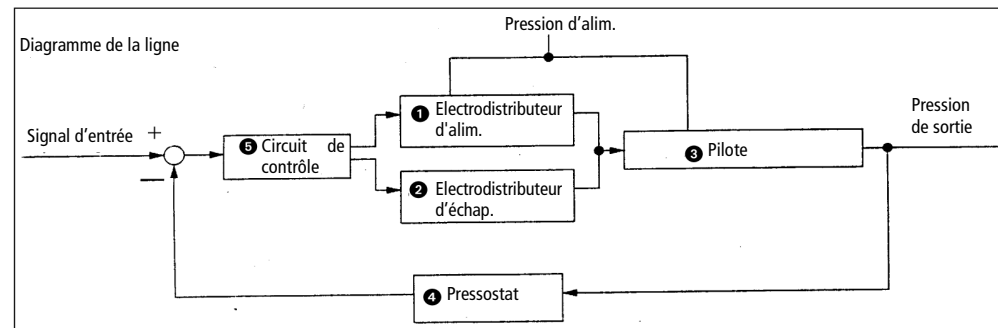 Pression d’alim.
Diagramme de la ligne
❶ Electrodistributeur
d'alim.
Pression
de sortie
Signal d’entrée +
❺ Circuit de
contrôle
❸ Pilote
—
❷ Electrodistributeur
d’échap.
❹ Pressostat